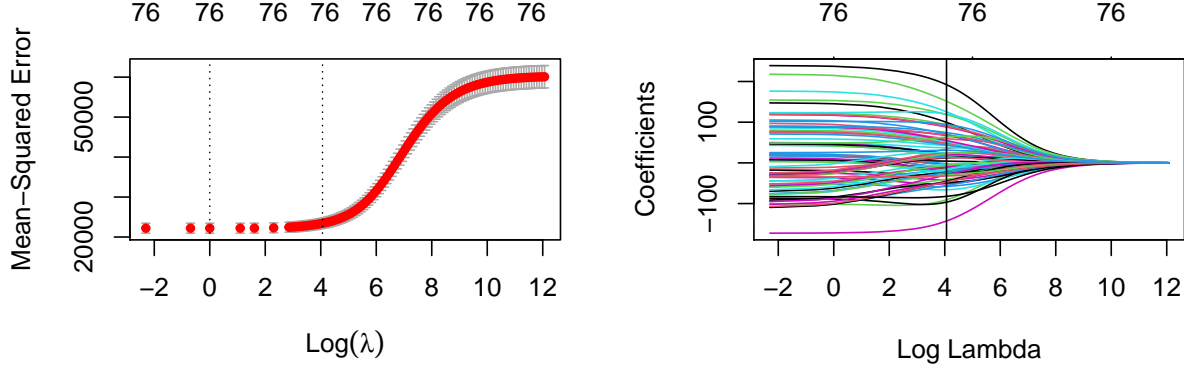 76 76 76 76 76 76 76 76
Mean−Squared Error
20000 50000
−2 0 2 4 6 8 10 12
Log(λ)
76 76 76
Coefficients
−100 100
−2 0 2 4 6 8 10 12
Log Lambda